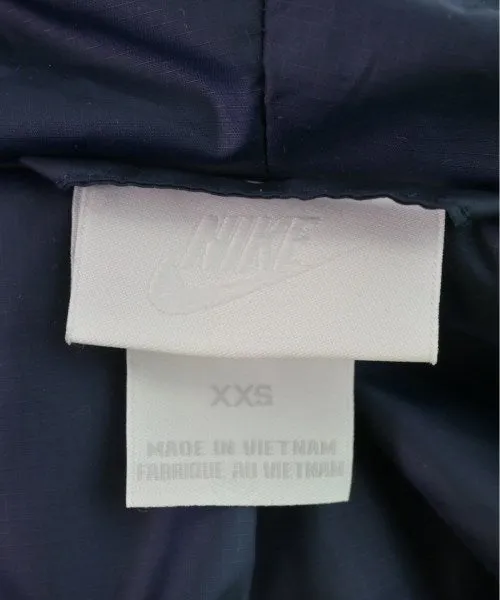 NIKE
XXS
MADE IN VIETNAM
FABRIQUE AU VIETNAM